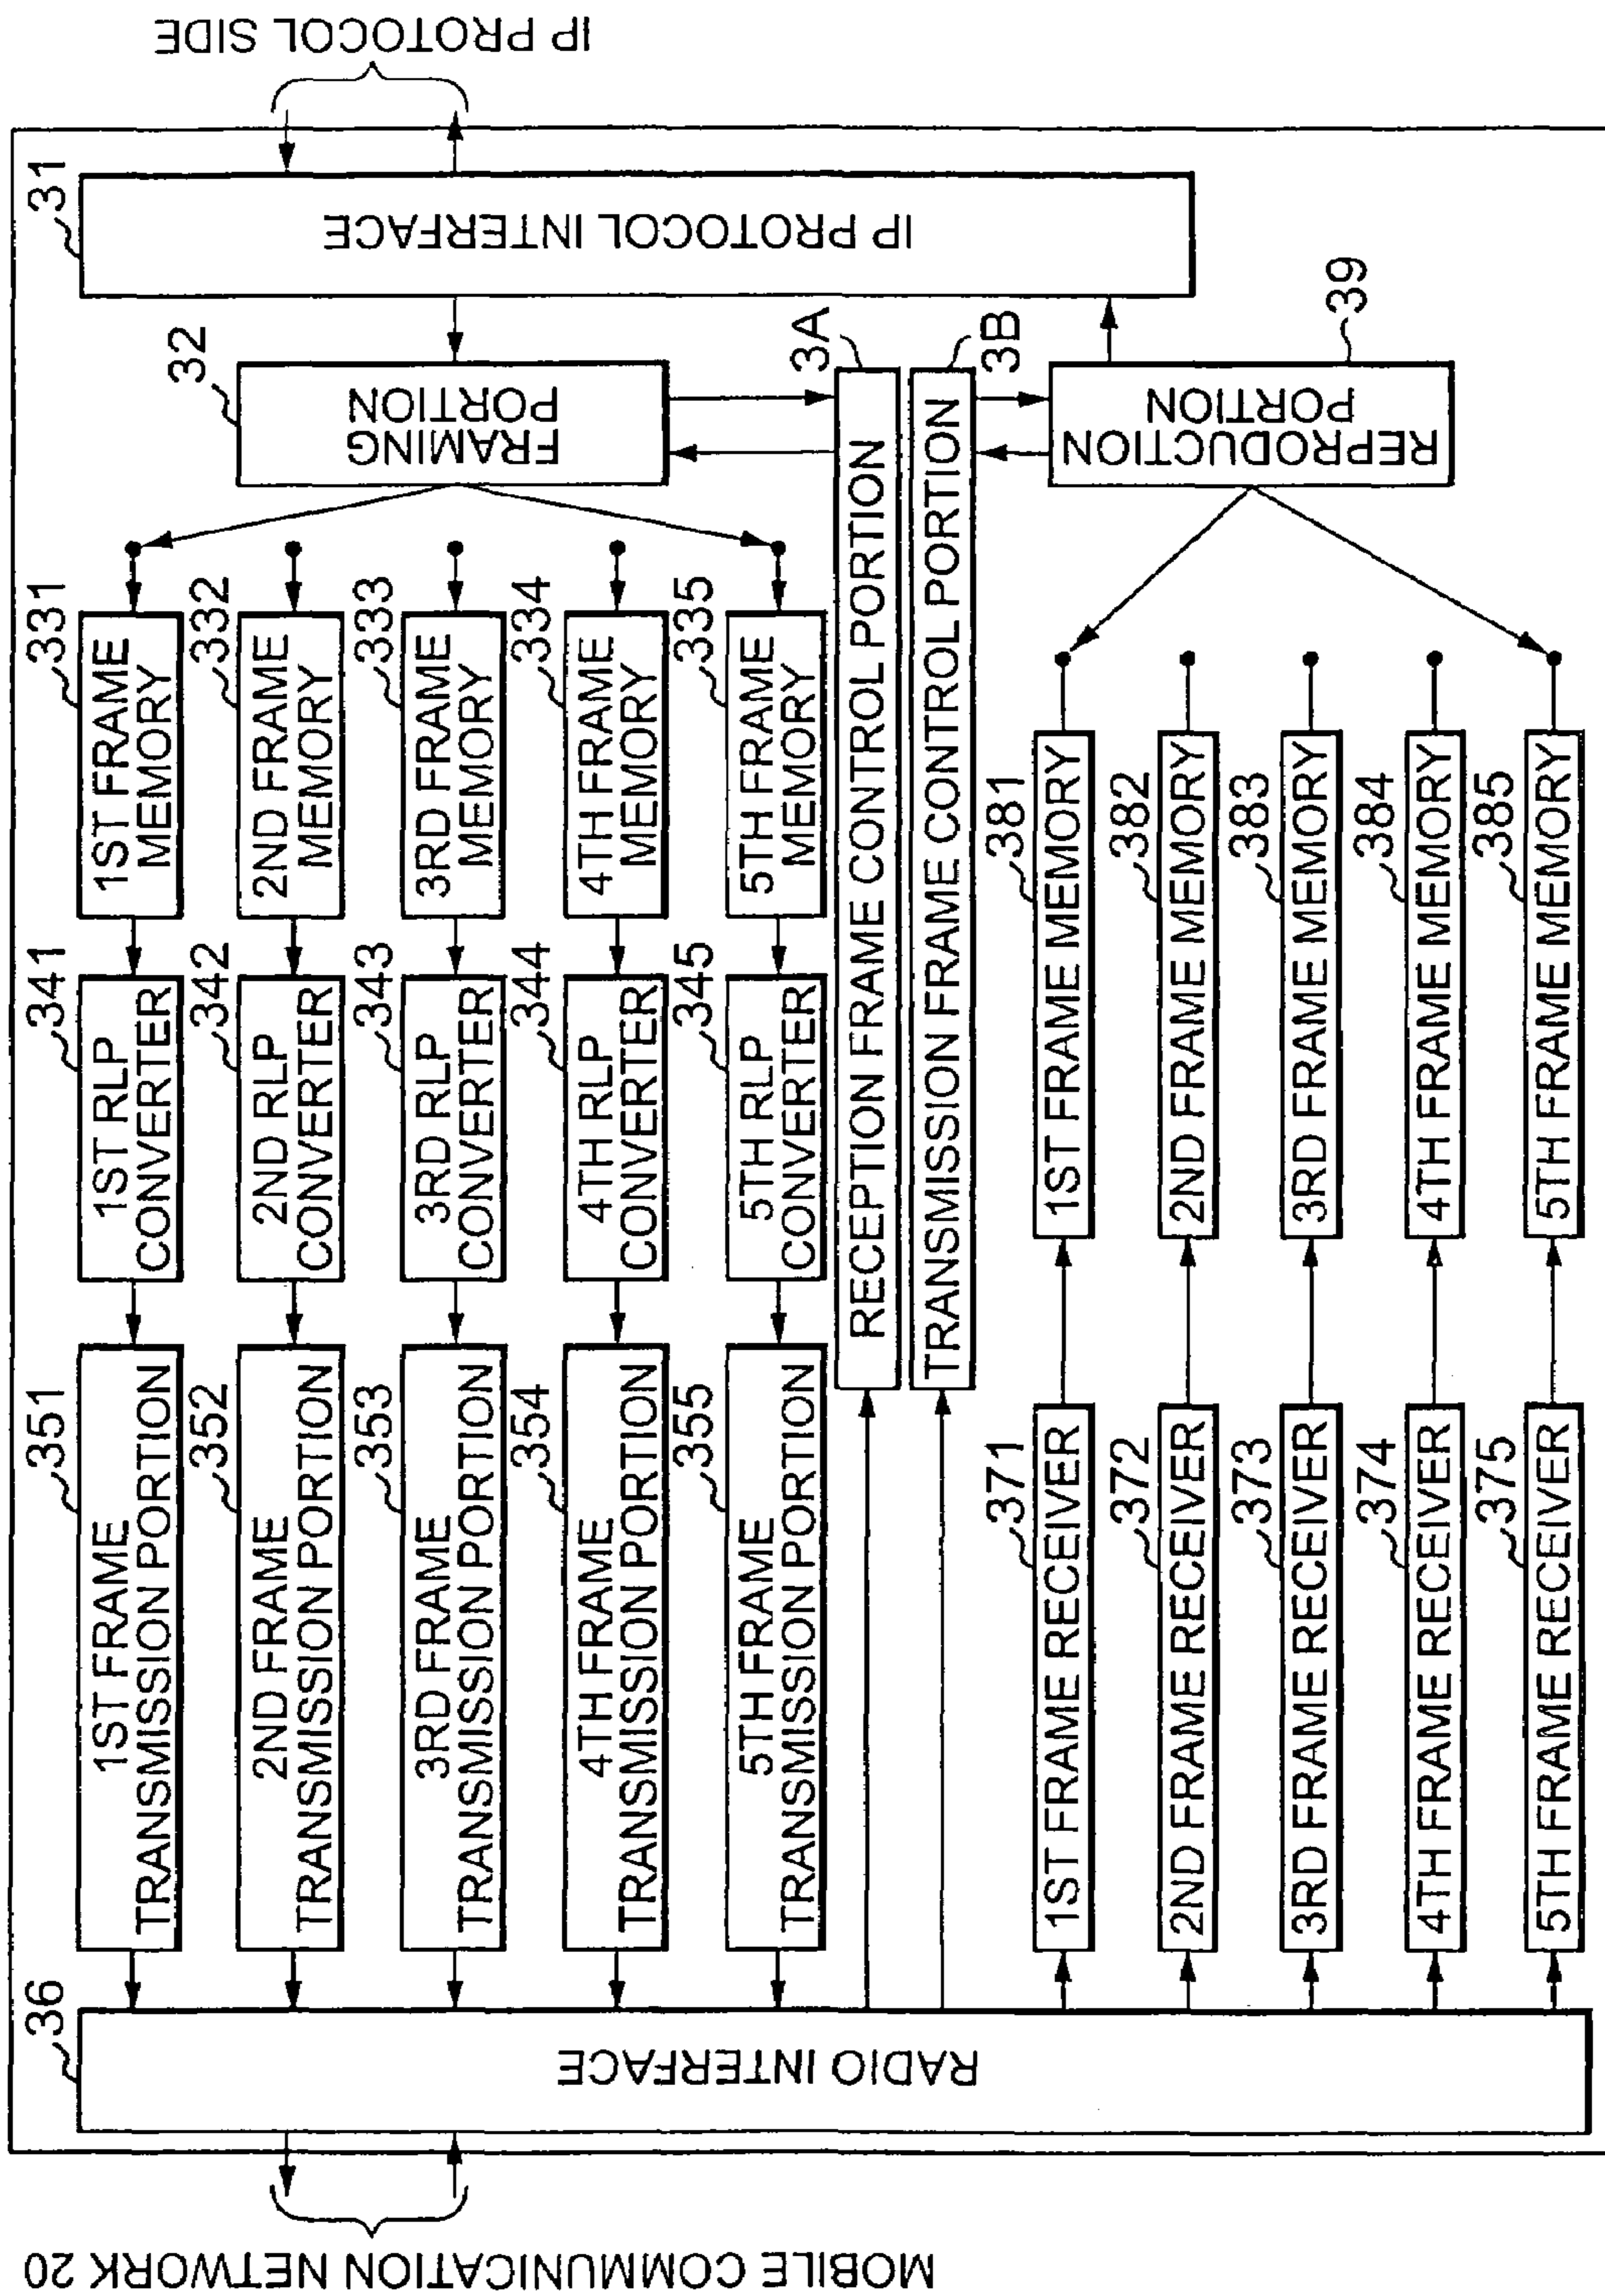 MOBILE COMMUNICATION NETWORK 20
36
RADIO INTERFACE
351
1ST FRAME
TRANSMISSION PORTION
341
1ST RLP
CONVERTER
331
1ST FRAME
MEMORY
352
2ND FRAME
TRANSMISSION PORTION
342
2ND RLP
CONVERTER
332
2ND FRAME
MEMORY
353
3RD FRAME
TRANSMISSION PORTION
343
3RD RLP
CONVERTER
333
3RD FRAME
MEMORY
354
4TH FRAME
TRANSMISSION PORTION
344
4TH RLP
CONVERTER
334
4TH FRAME
MEMORY
355
5TH FRAME
TRANSMISSION PORTION
345
5TH RLP
CONVERTER
335
5TH FRAME
MEMORY
32
FRAMING
PORTION
31
IP PROTOCOL INTERFACE
IP PROTOCOL SIDE
3A
RECEPTION FRAME CONTROL PORTION
TRANSMISSION FRAME CONTROL PORTION
3B
371
1ST FRAME RECEIVER
381
1ST FRAME MEMORY
372
2ND FRAME RECEIVER
382
2ND FRAME MEMORY
373
3RD FRAME RECEIVER
383
3RD FRAME MEMORY
374
4TH FRAME RECEIVER
384
4TH FRAME MEMORY
375
5TH FRAME RECEIVER
385
5TH FRAME MEMORY
REPRODUCTION
PORTION
39